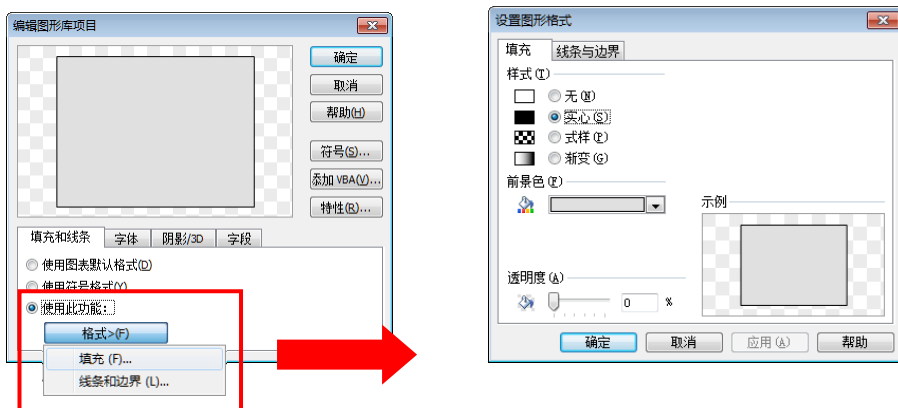 编辑图形库项目
确定
取消
帮助(H)
符号(S)...
添加 VBA(V)...
特性(R)...
填充和线条 字体 阴影/3D 字段
使用图表默认格式(D)
使用符号格式(Y)
使用此功能:
格式>(F)
填充 (F)...
线条和边界 (L)...
设置图形格式
填充 线条与边界
样式(T)
无(N)
实心(S)
式样(P)
渐变(G)
前景色(F)
示例
透明度(A)
0 %
确定 取消 应用(A) 帮助